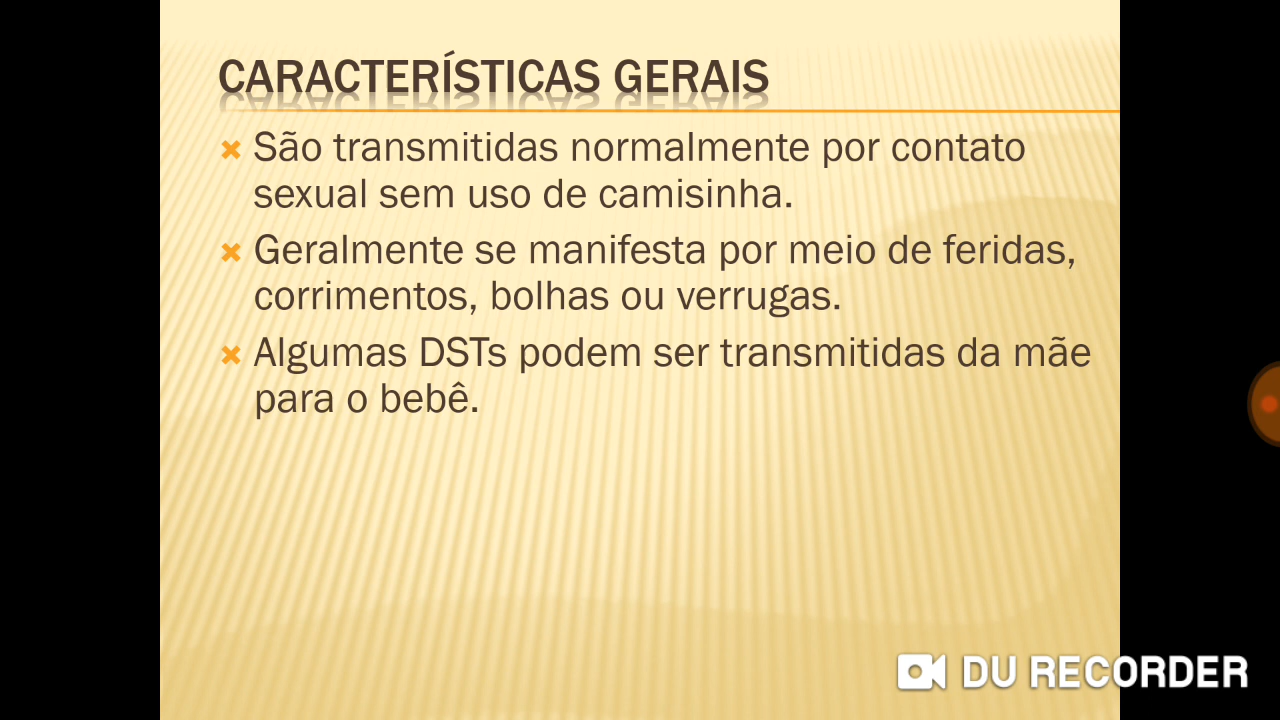 CARACTERÍSTICAS GERAIS
São transmitidas normalmente por contato
sexual sem uso de camisinha.
Geralmente se manifesta por meio de feridas,
corrimentos, bolhas ou verrugas.
Algumas DSTs podem ser transmitidas da mãe
para o bebê.
DU RECORDER